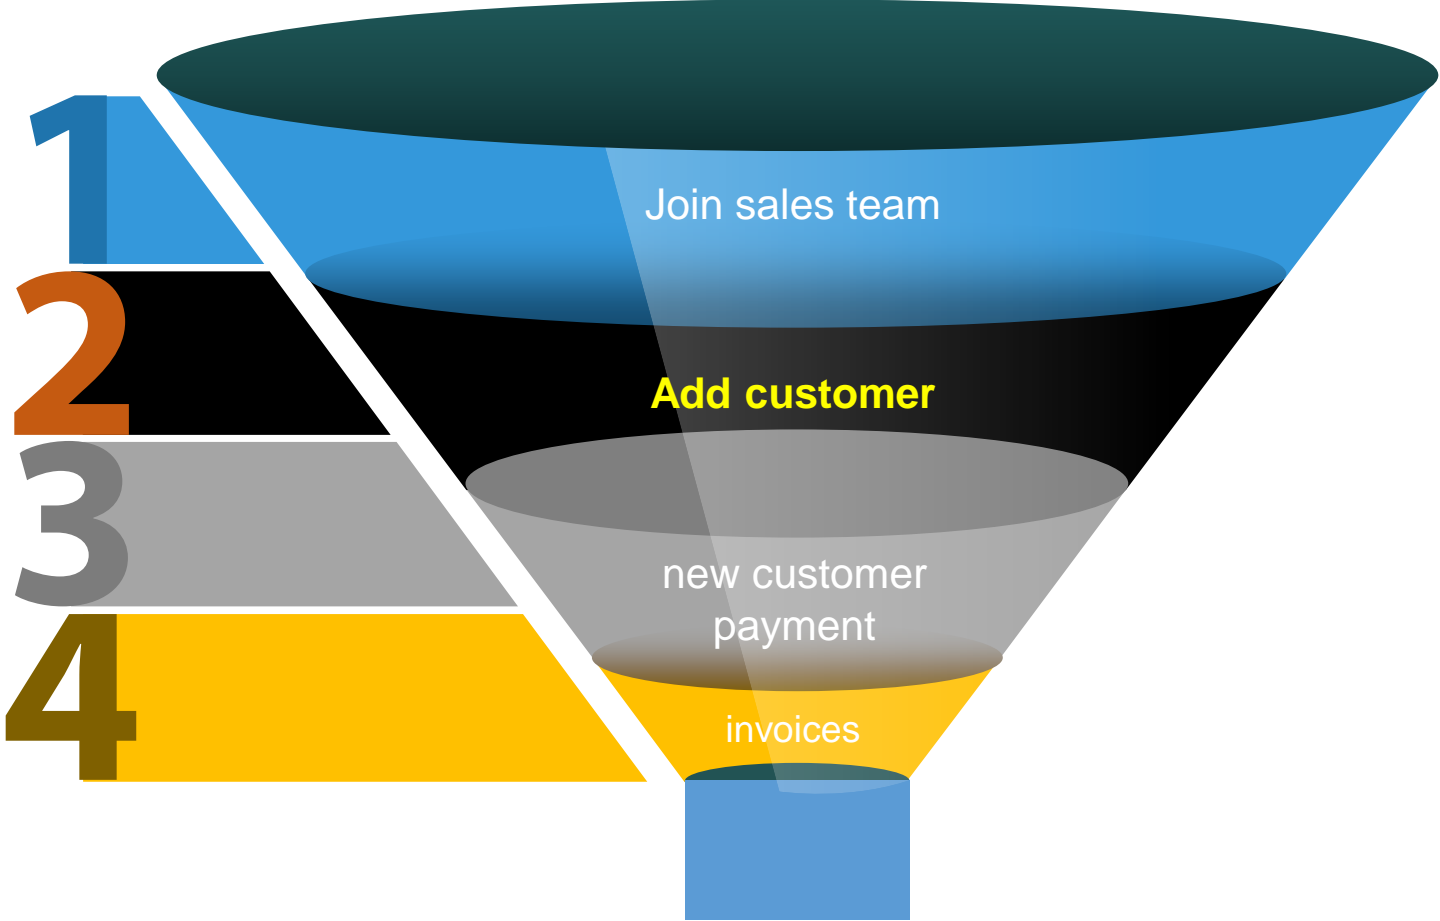 1
Join sales team
2
Add customer
3
new customer
payment
4
invoices